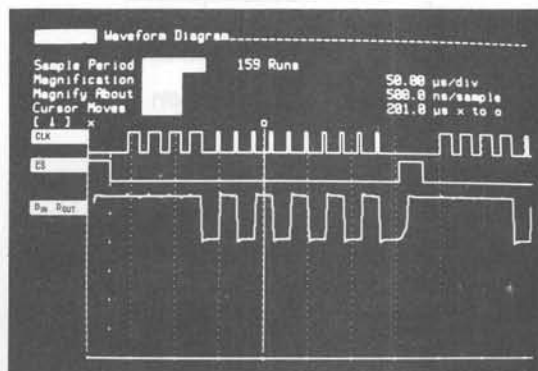 Waveform Diagram
Sample Period 159 Runs
Magnification 50.00 µs/div
Magnify About 500.0 ns/sample
Cursor Moves 201.0 µs x to o
[ ↓ ] x o
CLK
CS
DIN DOUT